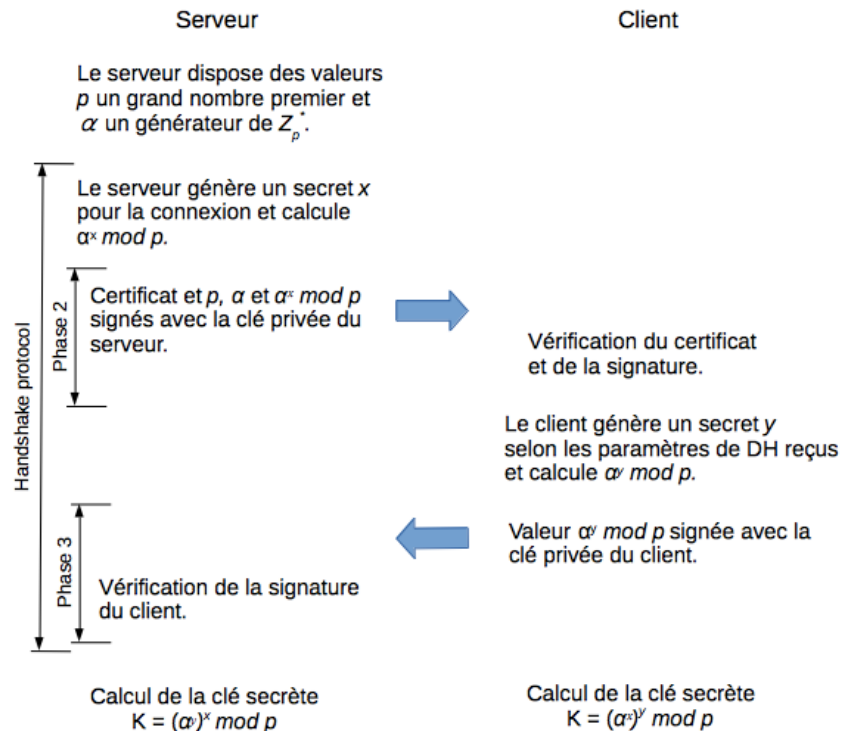 Serveur
Client
Le serveur dispose des valeurs
p un grand nombre premier et
α un générateur de Zp*.
Handshake protocol
Le serveur génère un secret x
pour la connexion et calcule
αˣ mod p.
Phase 2
Certificat et p, α et αˣ mod p
signés avec la clé privée du
serveur.
Vérification du certificat
et de la signature.
Le client génère un secret y
selon les paramètres de DH reçus
et calcule αʸ mod p.
Phase 3
Valeur αʸ mod p signée avec la
clé privée du client.
Vérification de la signature
du client.
Calcul de la clé secrète
K = (αʸ)ˣ mod p
Calcul de la clé secrète
K = (αˣ)ʸ mod p